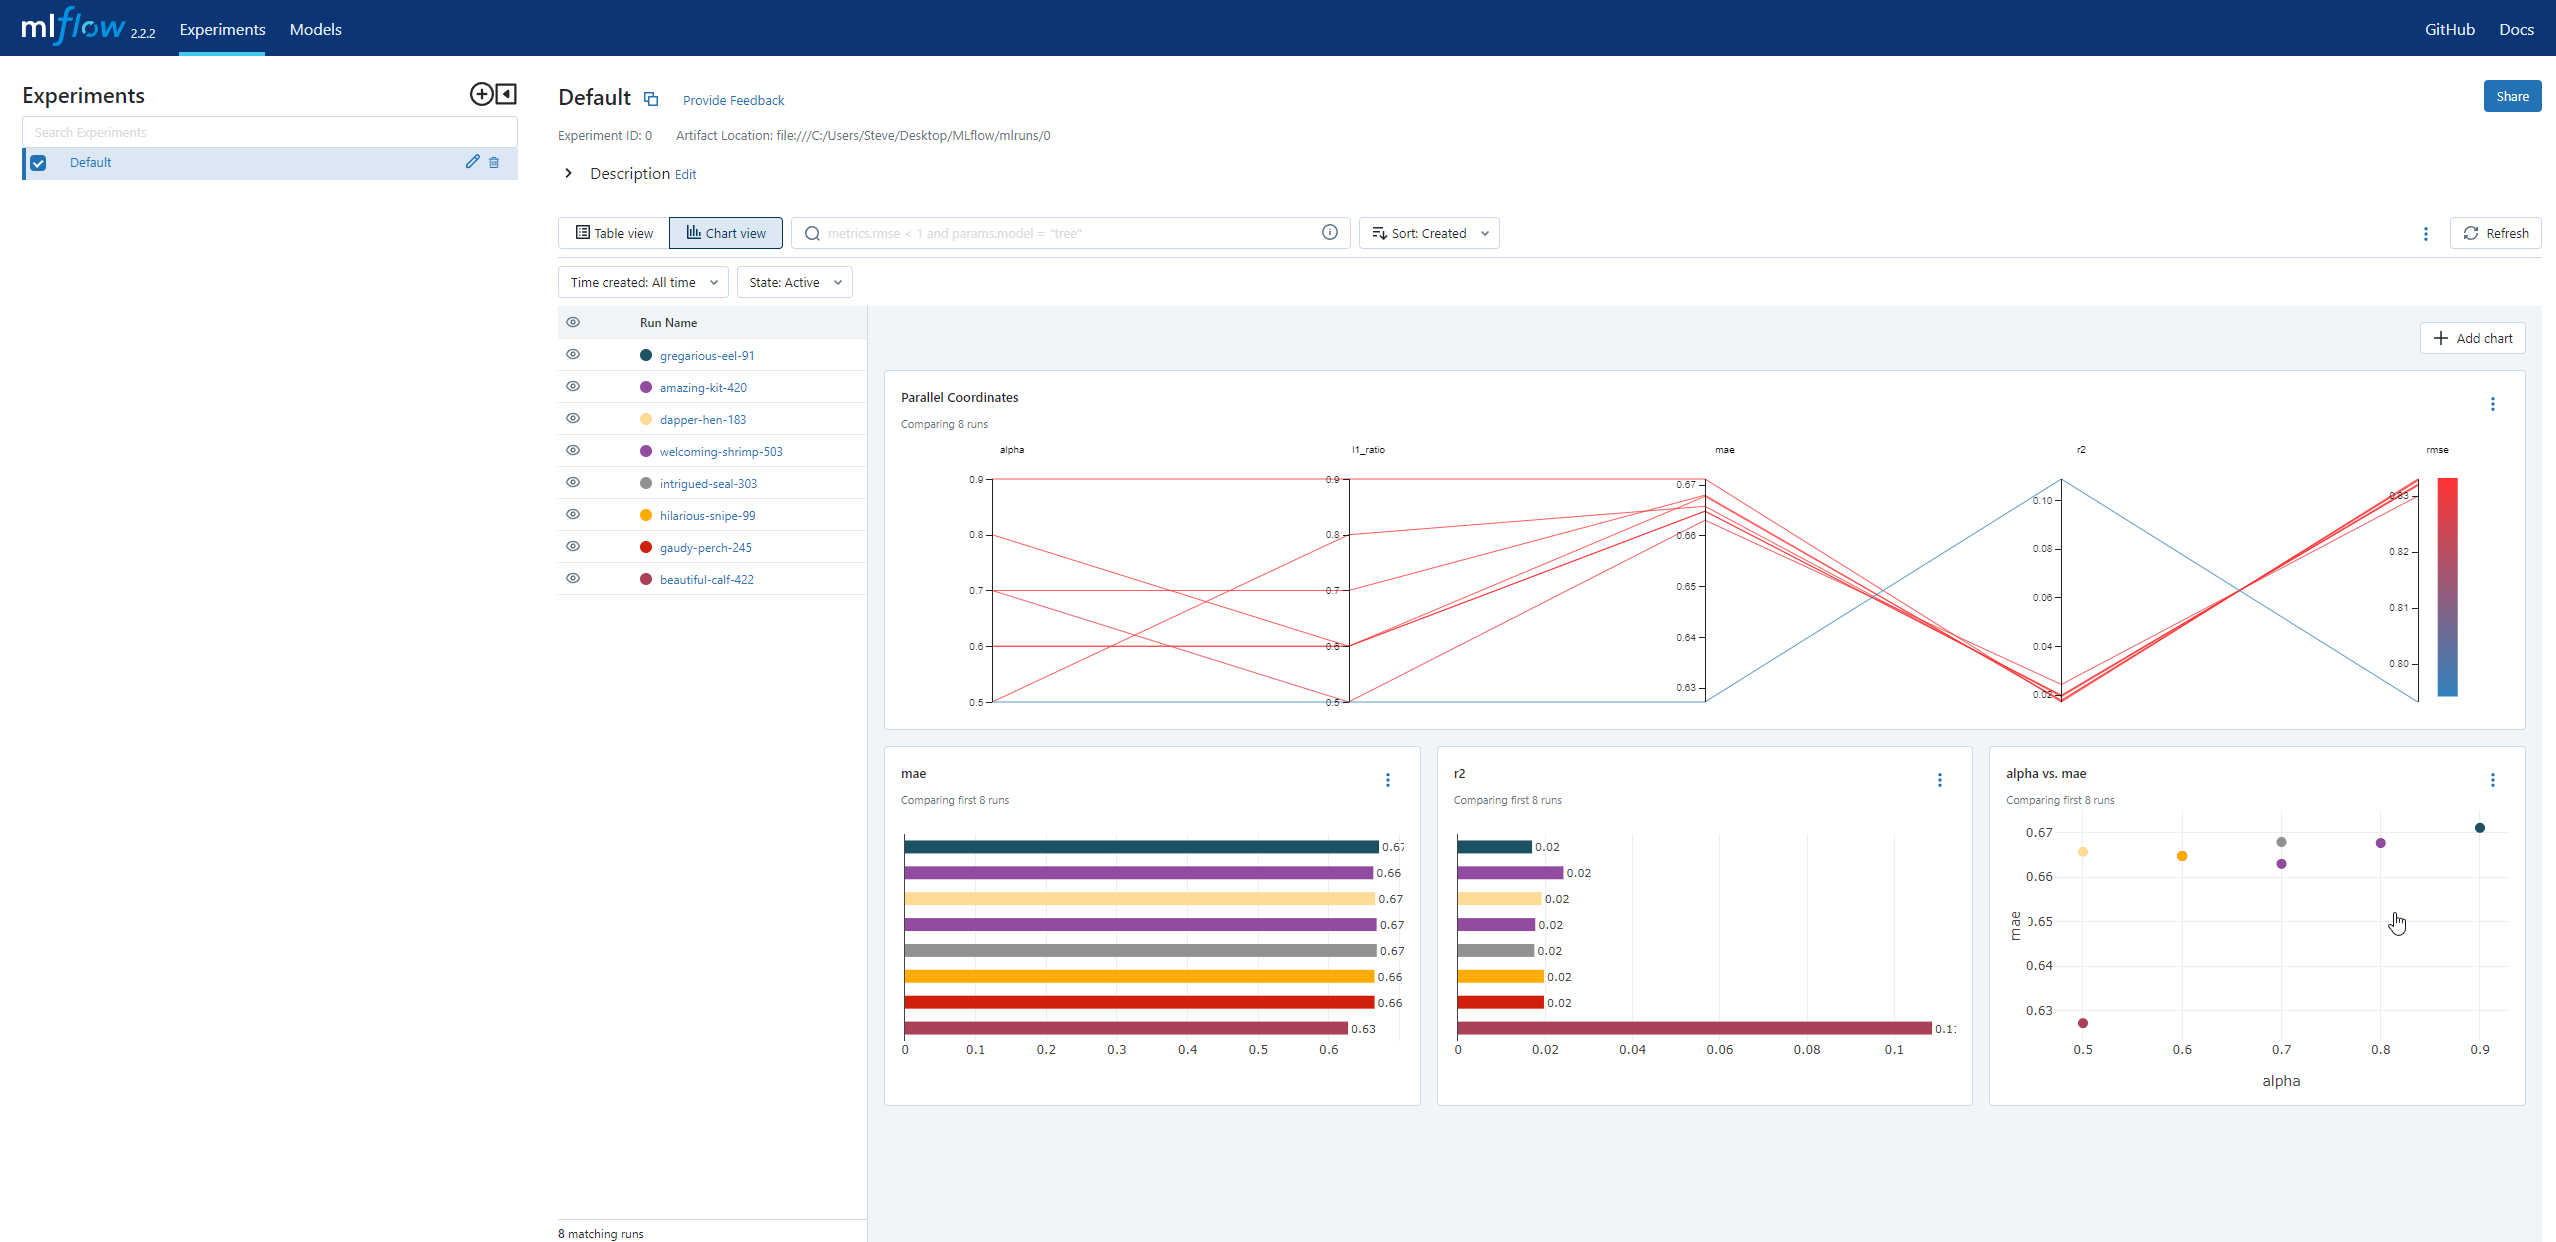 mlflow 2.2.2 Experiments Models GitHub Docs
Experiments
Search Experiments
Default
Default Provide Feedback Share
Experiment ID: 0 Artifact Location: file:///C:/Users/Steve/Desktop/MLflow/mlruns/0
Description Edit
Table view Chart view metrics.rmse < 1 and params.model = "tree" Sort: Created Refresh
Time created: All time State: Active
Run Name
gregarious-eel-91
amazing-kit-420
dapper-hen-183
welcoming-shrimp-503
intrigued-seal-303
hilarious-snipe-99
gaudy-perch-245
beautiful-calf-422
8 matching runs
Add chart
Parallel Coordinates
Comparing 8 runs
alpha l1_ratio mae r2 rmse
0.9 0.8 0.7 0.6 0.5
0.9 0.8 0.7 0.6 0.5
0.67 0.66 0.65 0.64 0.63
0.10 0.08 0.06 0.04 0.02
0.83 0.82 0.81 0.80
mae
Comparing first 8 runs
0.67
0.66
0.67
0.67
0.67
0.66
0.66
0.63
0 0.1 0.2 0.3 0.4 0.5 0.6
r2
Comparing first 8 runs
0.02
0.02
0.02
0.02
0.02
0.02
0.02
0.11
0 0.02 0.04 0.06 0.08 0.1
alpha vs. mae
Comparing first 8 runs
0.67
0.66
0.65
0.64
0.63
mae
0.5 0.6 0.7 0.8 0.9
alpha